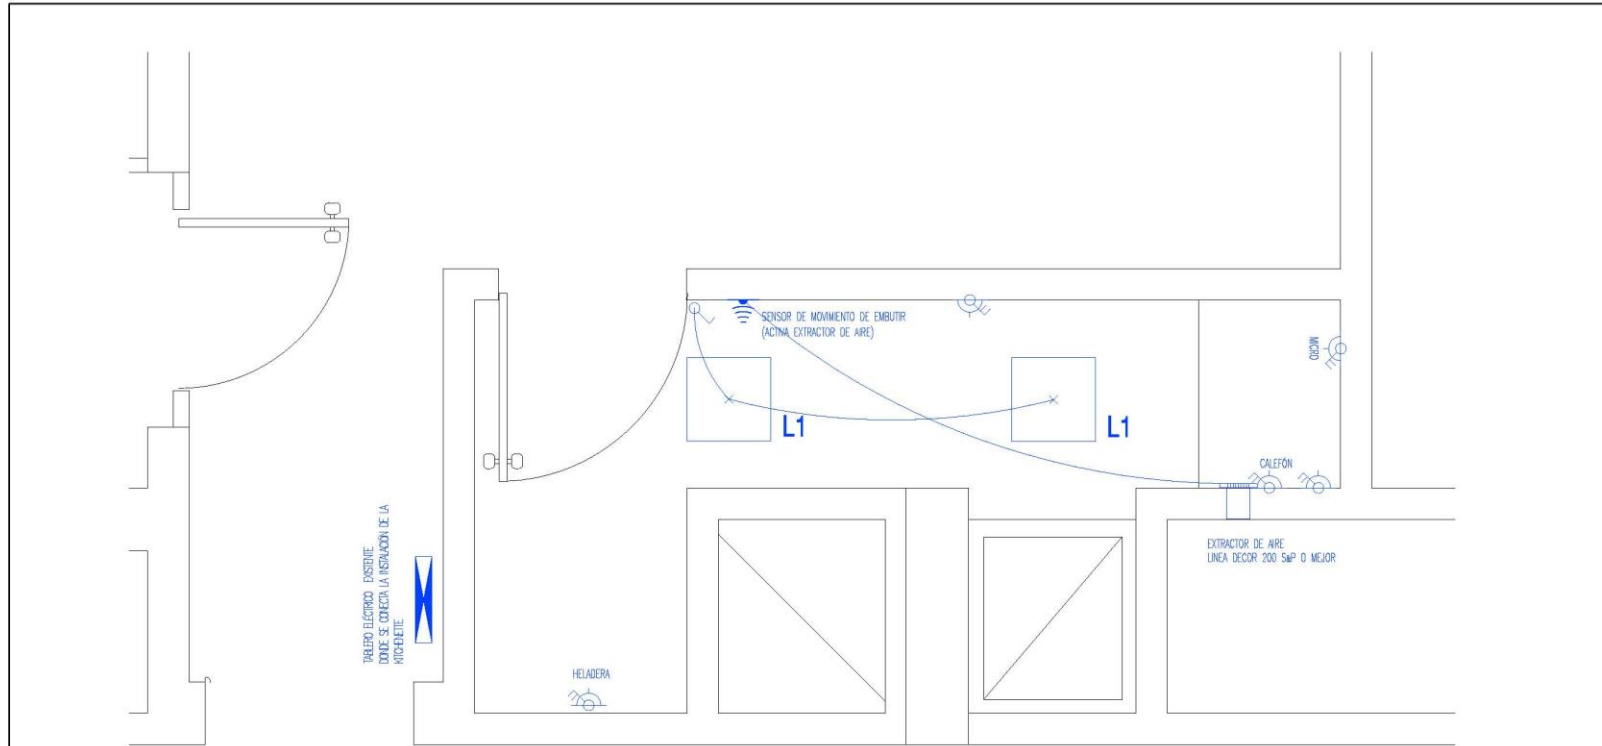 SENSOR DE MOVIMIENTO DE EMBUTIR
(ACTIVA EXTRACTOR DE AIRE)
MICRO
L1
L1
CALEFÓN
EXTRACTOR DE AIRE
LINEA DECOR 200 S&P O MEJOR
TABLERO ELÉCTRICO EXISTENTE
DONDE SE CONECTA LA INSTALACIÓN DE LA
KITCHENETTE
HELADERA